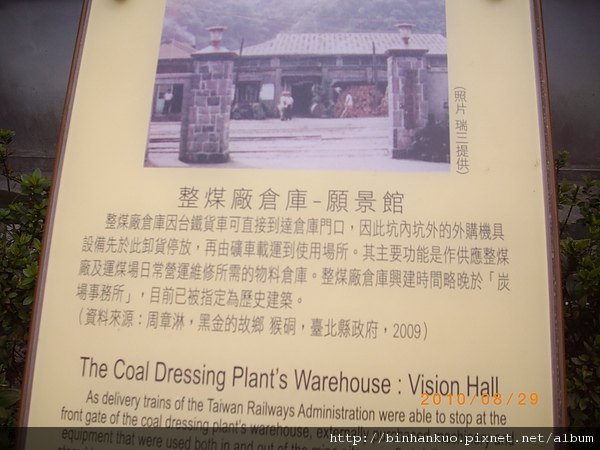 （照片 瑞三提供）
整煤廠倉庫-願景館
整煤廠倉庫因台鐵貨車可直接到達倉庫門口，因此坑內坑外的外購機具
設備先於此卸貨停放，再由礦車載運到使用場所。其主要功能是作供應整煤
廠及運煤場日常營運維修所需的物料倉庫。整煤廠倉庫興建時間略晚於「炭
場事務所」，目前已被指定為歷史建築。
（資料來源：周章淋，黑金的故鄉 猴硐，臺北縣政府，2009）
The Coal Dressing Plant's Warehouse : Vision Hall
As delivery trains of the Taiwan Railways Administration were able to stop at the
front gate of the coal dressing plant's warehouse, externally purchased machinery and
equipment that were used both in and out of the
2010/08/29
http://binhankuo.pixnet.net/album